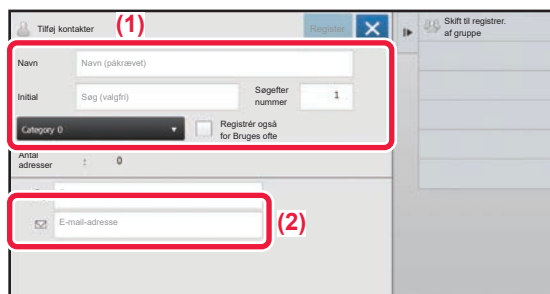 Tilføj kontakter
(1)
Register
Skift til registrer.
af gruppe
Navn
Navn (påkrævet)
Initial
Søg (valgfri)
Søgefter
nummer
1
Category 0
Registrér også
for Bruges ofte
Antal
adresser
:
0
E-mail-adresse
(2)